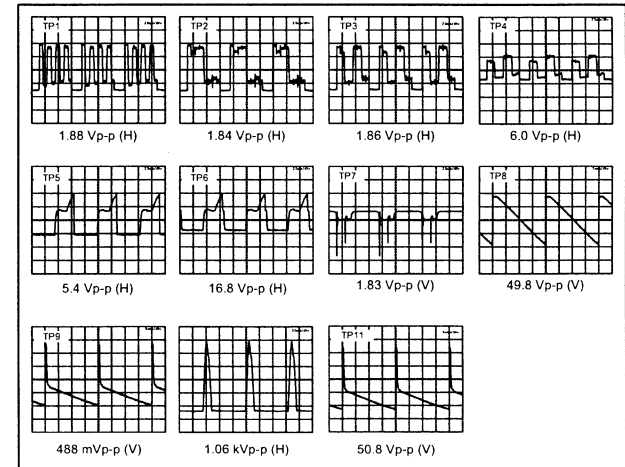 TP1
TP2
TP3
TP4
1.88 Vp-p (H)
1.84 Vp-p (H)
1.86 Vp-p (H)
6.0 Vp-p (H)
TP5
TP6
TP7
TP8
5.4 Vp-p (H)
16.8 Vp-p (H)
1.83 Vp-p (V)
49.8 Vp-p (V)
TP9
TP11
488 mVp-p (V)
1.06 kVp-p (H)
50.8 Vp-p (V)